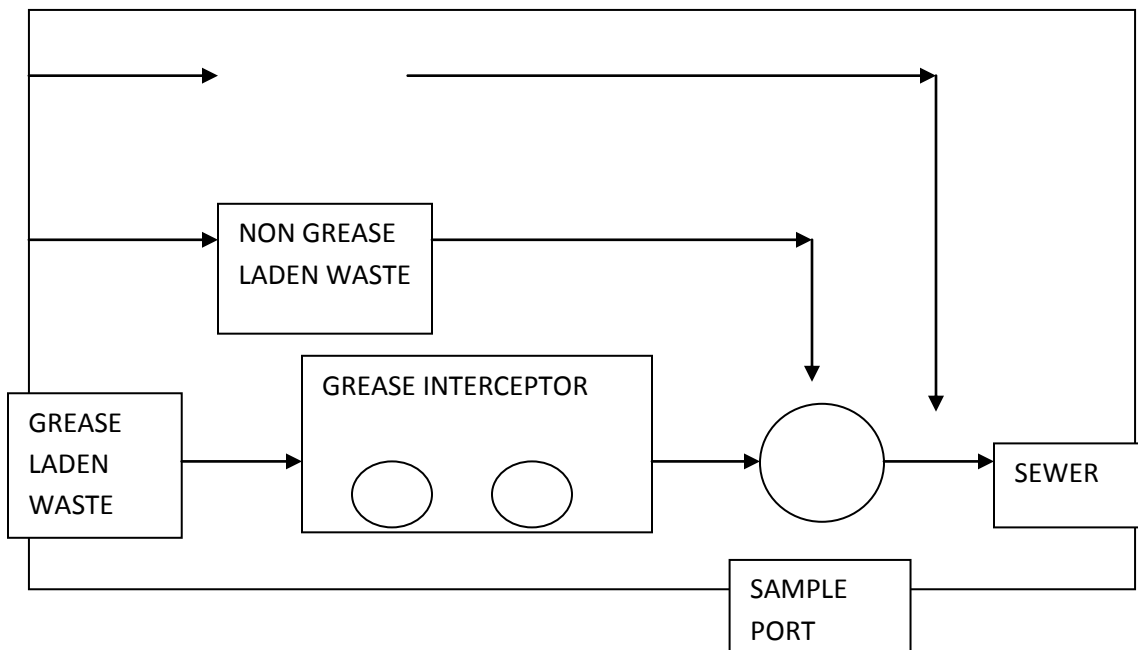 NON GREASE
LADEN WASTE
GREASE INTERCEPTOR
GREASE
LADEN
WASTE
SEWER
SAMPLE
PORT